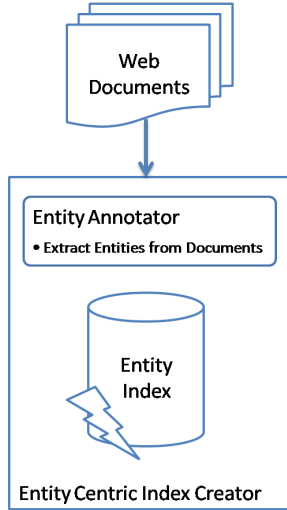 Web
Documents
Entity Annotator
• Extract Entities from Documents
Entity
Index
Entity Centric Index Creator